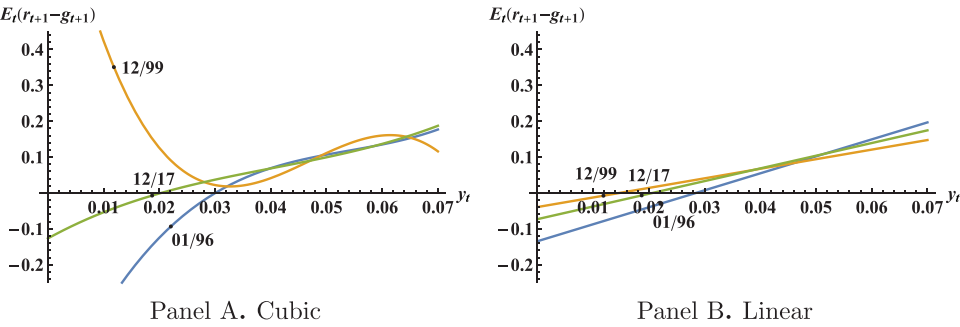 E_t(r_{t+1}−g_{t+1})
0.4
0.3
12/99
0.2
0.1
12/17
y_t
0.01 0.02 0.03 0.04 0.05 0.06 0.07
−0.1
01/96
−0.2
Panel A. Cubic
E_t(r_{t+1}−g_{t+1})
0.4
0.3
0.2
0.1
12/99 12/17
y_t
0.01 0.02 0.03 0.04 0.05 0.06 0.07
01/96
−0.1
−0.2
Panel B. Linear